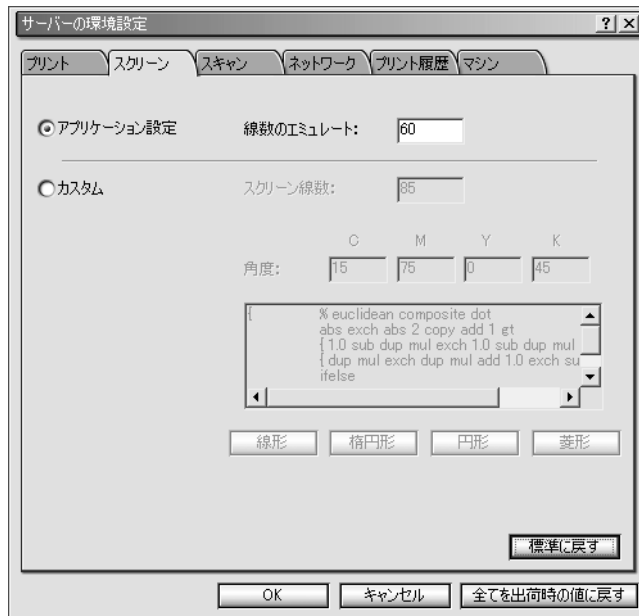 サーバーの環境設定
プリント スクリーン スキャン ネットワーク プリント履歴 マシン
アプリケーション設定 線数のエミュレート: 60
カスタム スクリーン線数: 85
C M Y K
角度: 15 75 0 45
{ % euclidean composite dot
abs exch abs 2 copy add 1 gt
{ 1.0 sub dup mul exch 1.0 sub dup mul
{ dup mul exch dup mul add 1.0 exch su
ifelse
線形 楕円形 円形 菱形
標準に戻す
OK キャンセル 全てを出荷時の値に戻す